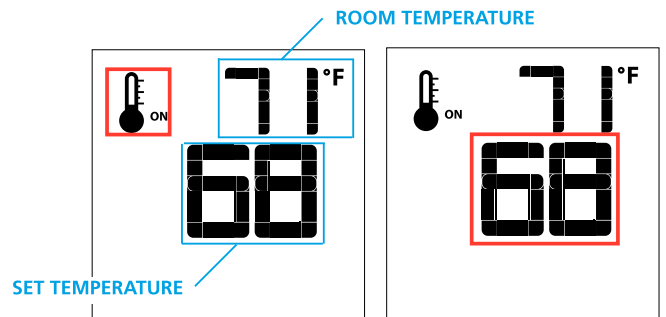 ROOM TEMPERATURE
71°F 71°F
ON ON
68 68
SET TEMPERATURE